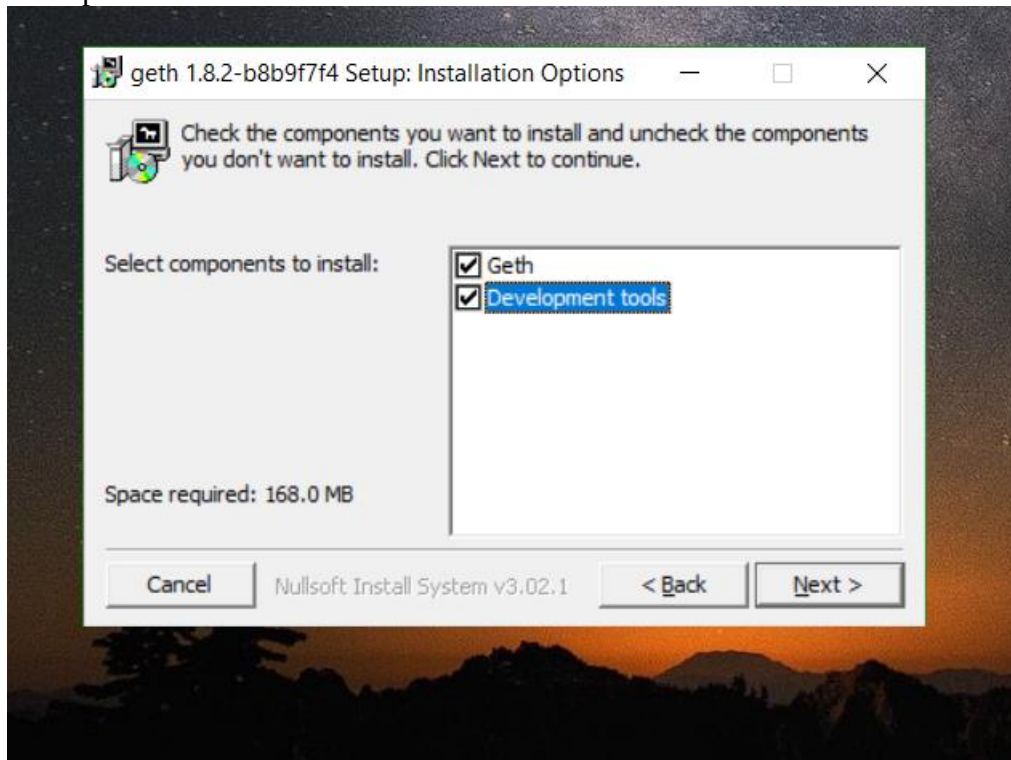 geth 1.8.2-b8b9f7f4 Setup: Installation Options
Check the components you want to install and uncheck the components
you don't want to install. Click Next to continue.
Select components to install:
Geth
Development tools
Space required: 168.0 MB
Cancel
Nullsoft Install System v3.02.1
< Back
Next >